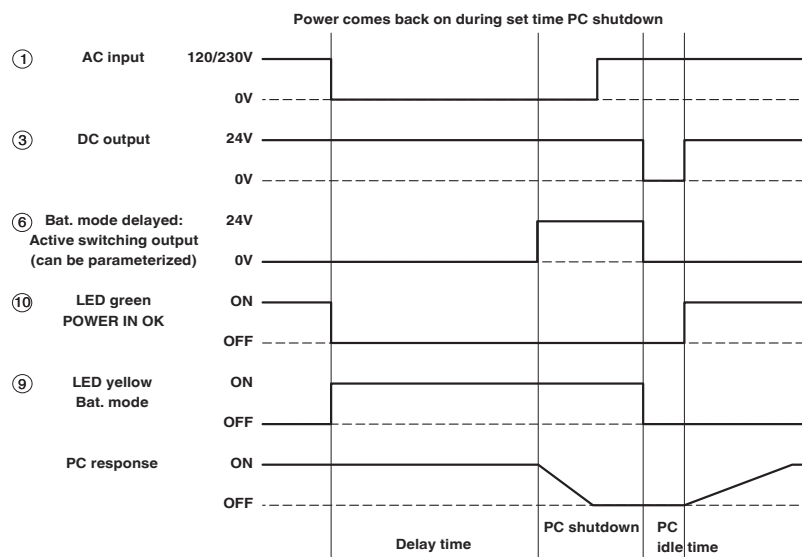 Power comes back on during set time PC shutdown
1 AC input 120/230V
0V
3 DC output 24V
0V
6 Bat. mode delayed: 24V
Active switching output
(can be parameterized) 0V
10 LED green ON
POWER IN OK
OFF
9 LED yellow ON
Bat. mode
OFF
PC response ON
OFF
Delay time
PC shutdown
PC
idle time